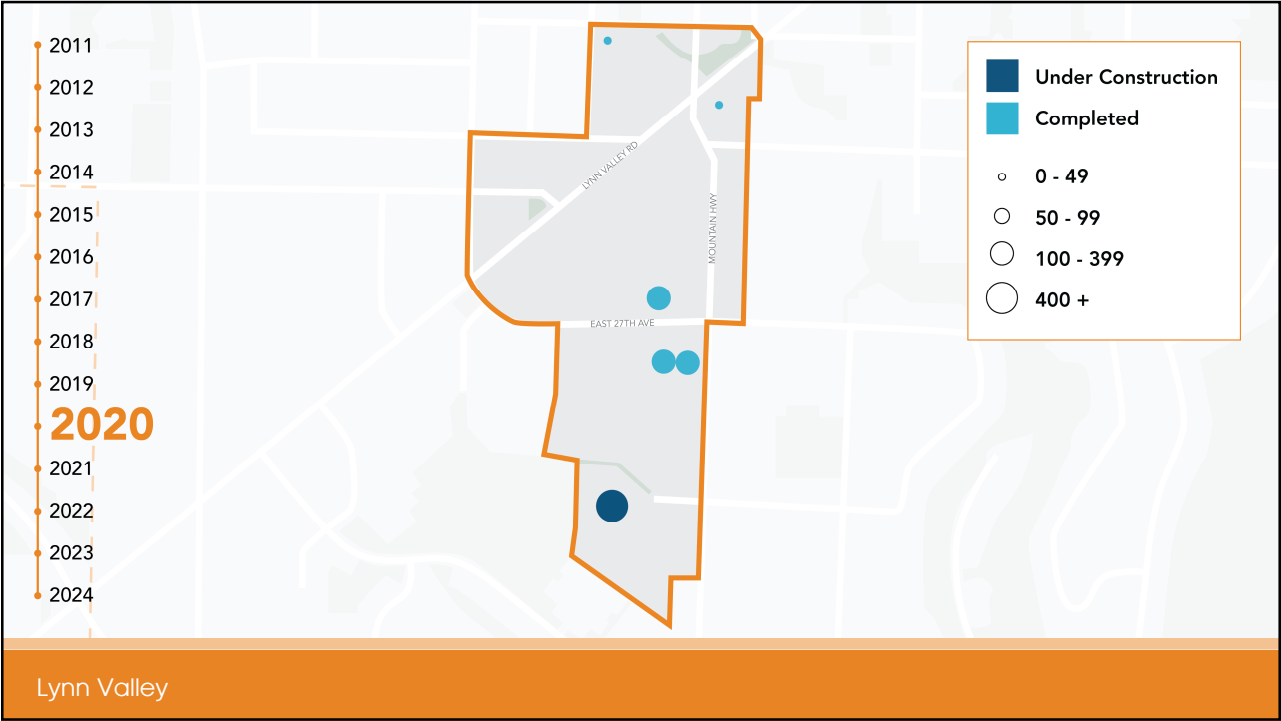 2011
2012
2013
2014
2015
2016
2017
2018
2019
2020
2021
2022
2023
2024
LYNN VALLEY RD
MOUNTAIN HWY
EAST 27TH AVE
Under Construction
Completed
0 - 49
50 - 99
100 - 399
400 +
Lynn Valley